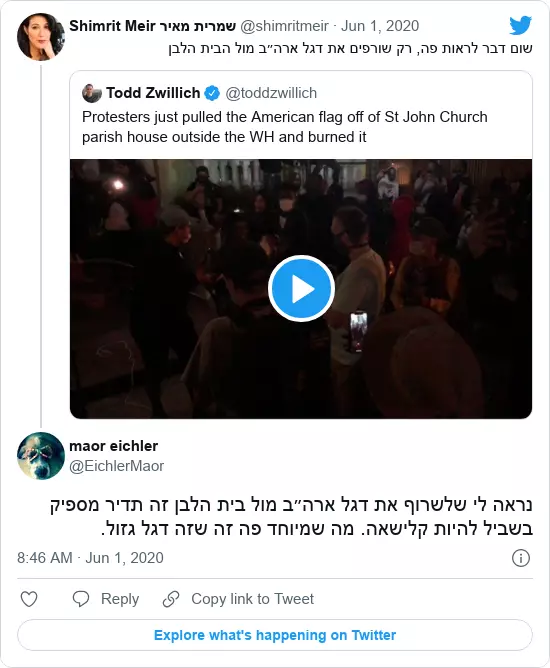 Shimrit Meir שמרית מאיר @shimritmeir · Jun 1, 2020
שום דבר לראות פה, רק שורפים את דגל ארה״ב מול הבית הלבן
Todd Zwillich @toddzwillich
Protesters just pulled the American flag off of St John Church
parish house outside the WH and burned it
maor eichler
@EichlerMaor
נראה לי שלשרוף את דגל ארה״ב מול בית הלבן זה תדיר מספיק
בשביל להיות קלישאה. מה שמיוחד פה זה שזה דגל גזול.
8:46 AM · Jun 1, 2020
Reply
Copy link to Tweet
Explore what's happening on Twitter